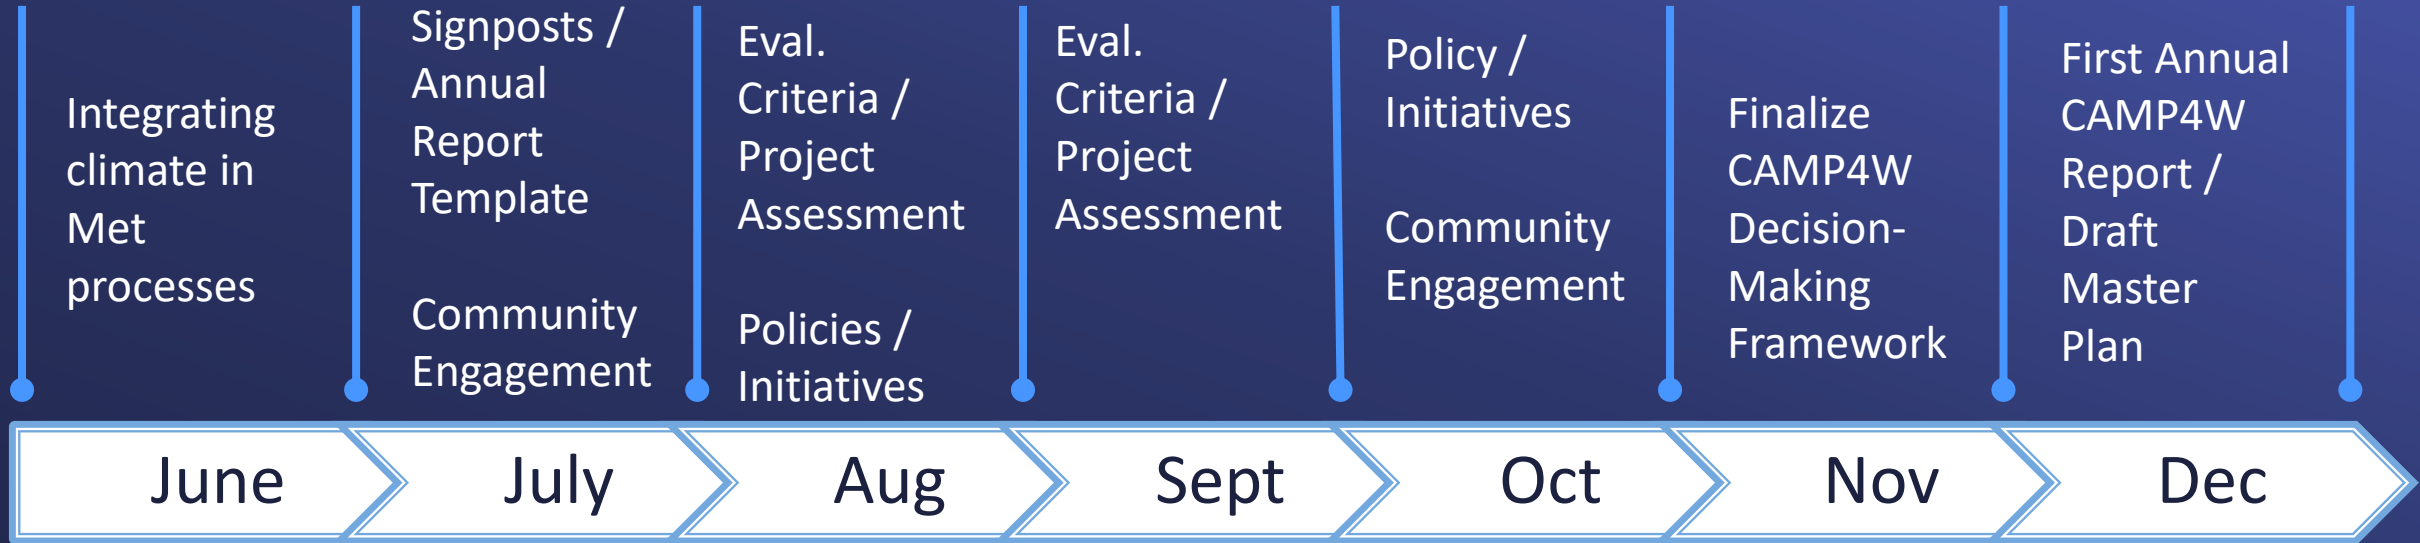 Integrating
climate in
Met
processes
Signposts /
Annual
Report
Template
Community
Engagement
Eval.
Criteria /
Project
Assessment
Policies /
Initiatives
Eval.
Criteria /
Project
Assessment
Policy /
Initiatives
Community
Engagement
Finalize
CAMP4W
Decision-
Making
Framework
First Annual
CAMP4W
Report /
Draft
Master
Plan
June
July
Aug
Sept
Oct
Nov
Dec